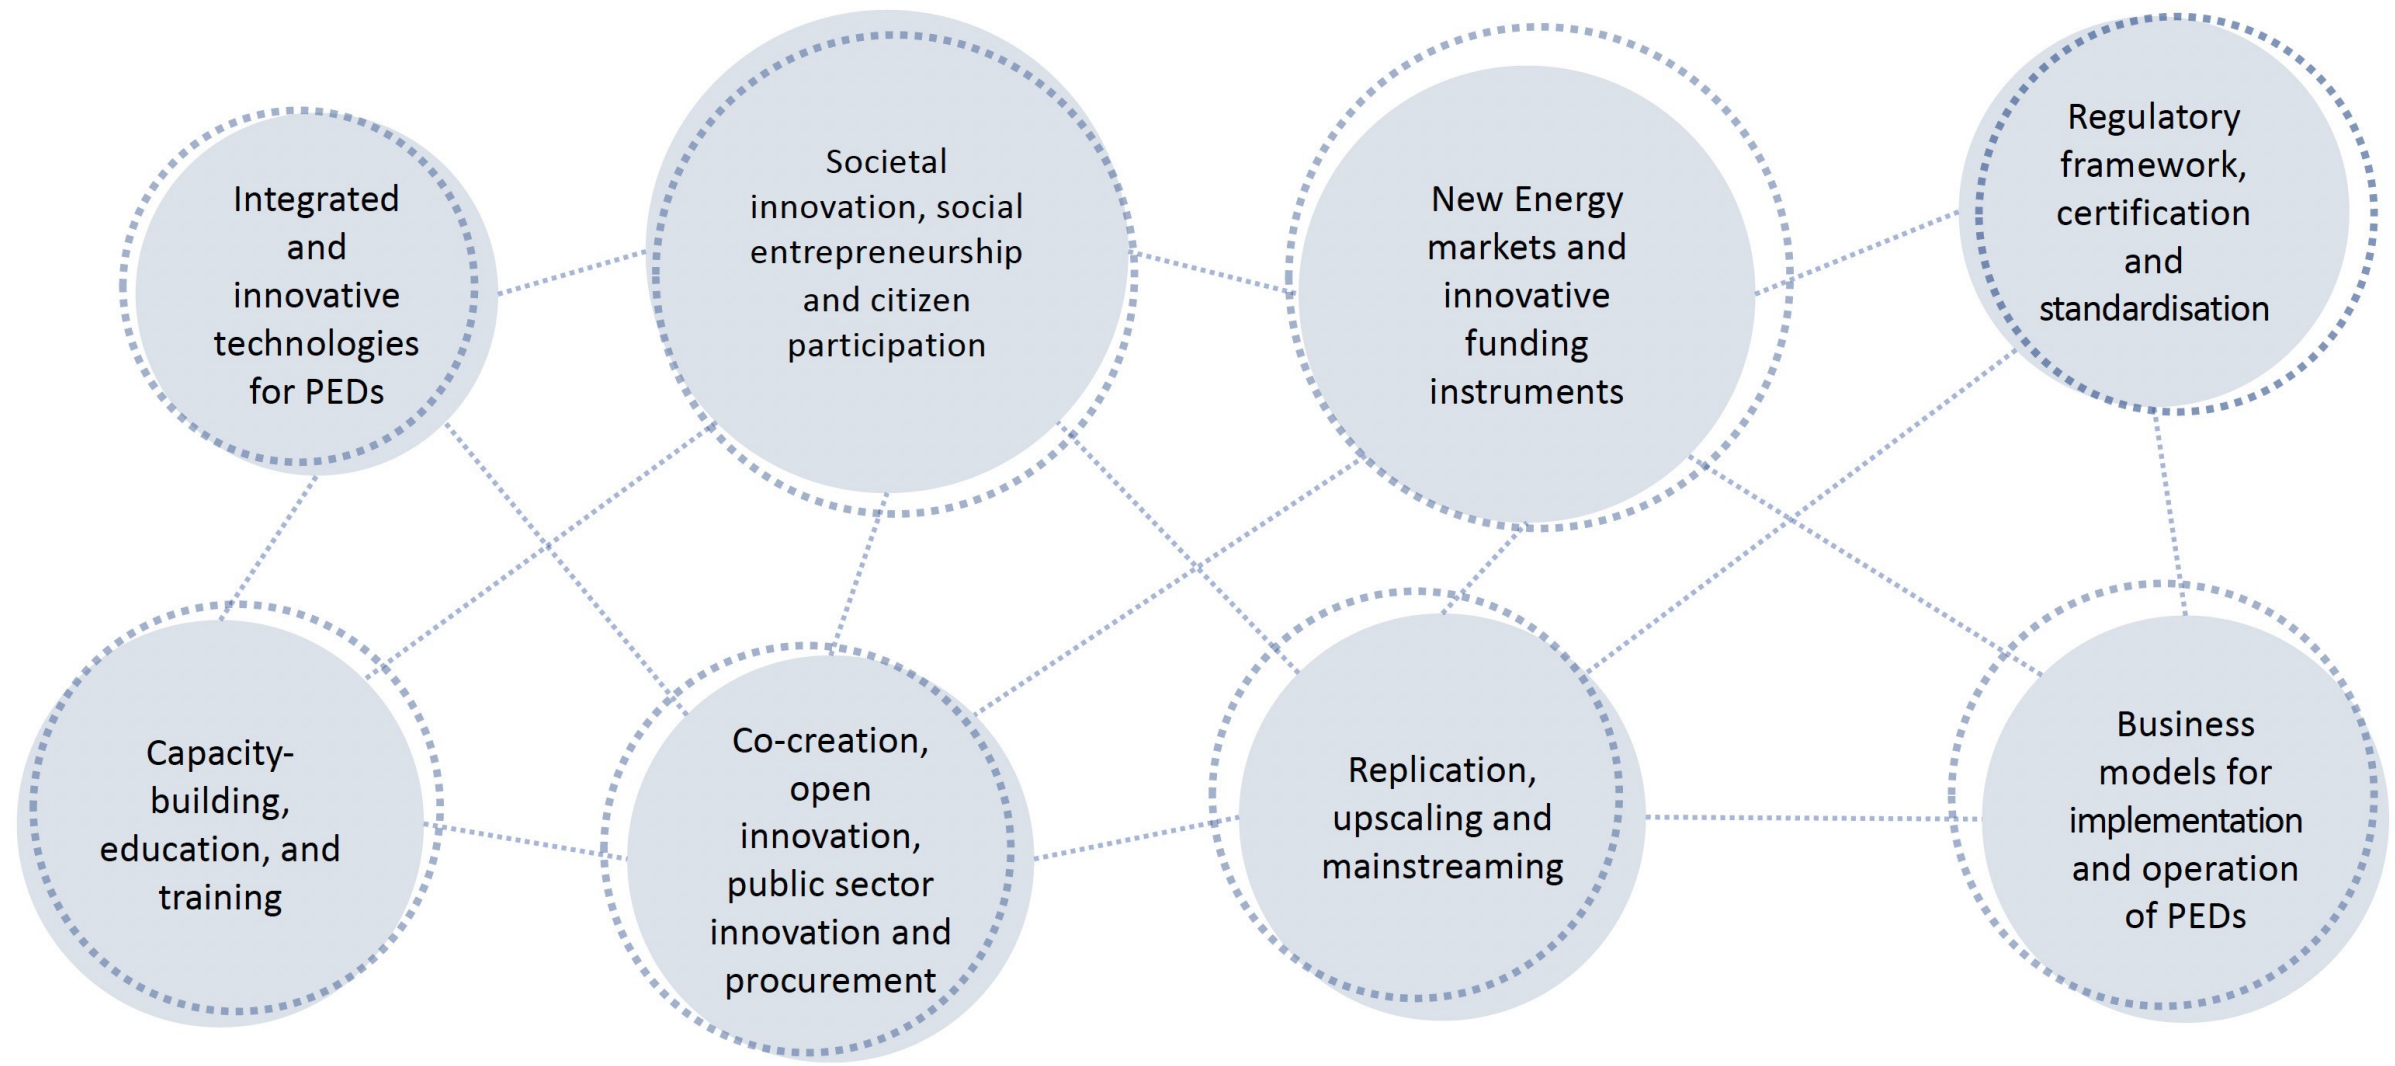 Integrated
and
innovative
technologies
for PEDs
Societal
innovation, social
entrepreneurship
and citizen
participation
New Energy
markets and
innovative
funding
instruments
Regulatory
framework,
certification
and
standardisation
Capacity-
building,
education, and
training
Co-creation,
open
innovation,
public sector
innovation and
procurement
Replication,
upscaling and
mainstreaming
Business
models for
implementation
and operation
of PEDs